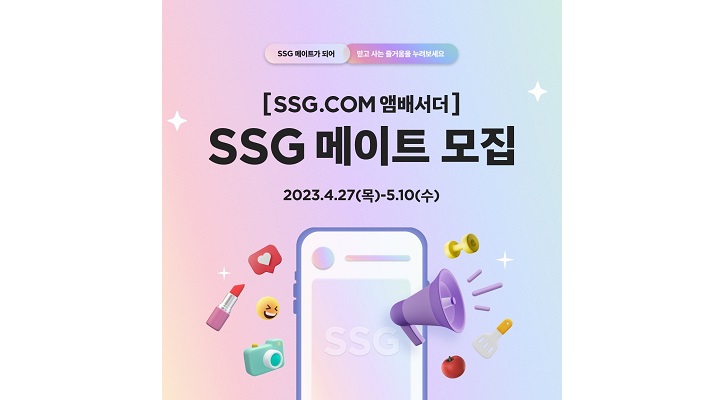 SSG 메이트가 되어 믿고 사는 즐거움을 누려보세요
[SSG.COM 앰배서더]
SSG 메이트 모집
2023.4.27(목)-5.10(수)
SSG